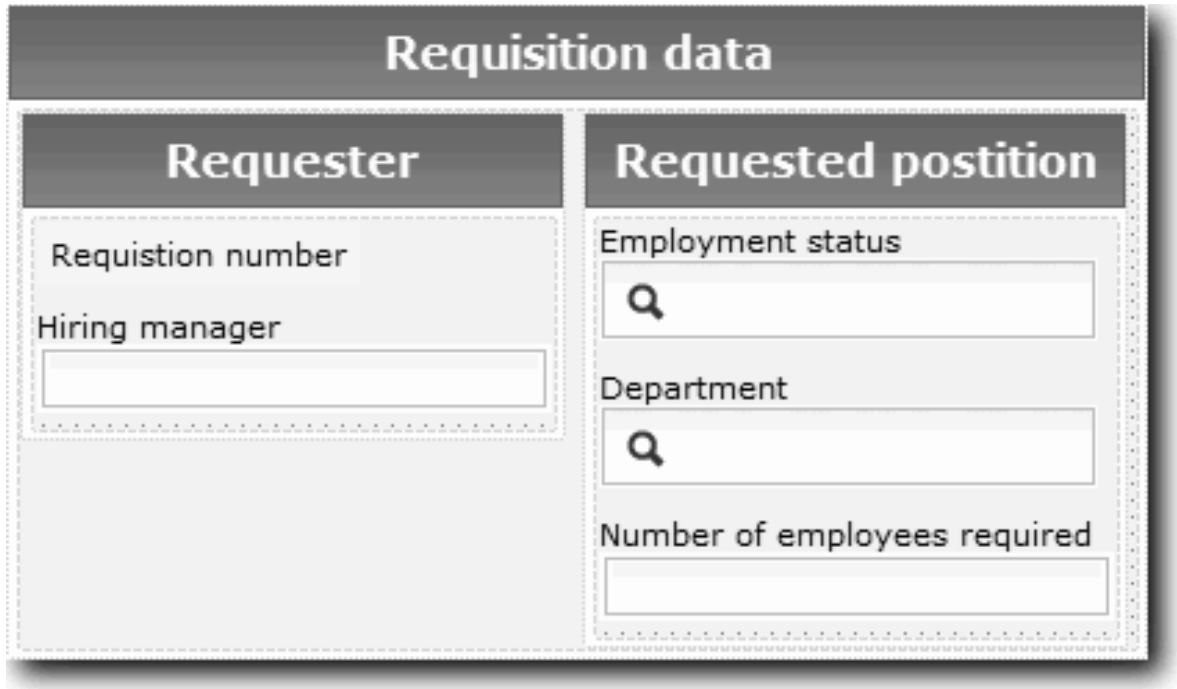 Requisition data
Requester
Requistion number
Hiring manager
Requested postition
Employment status
Department
Number of employees required